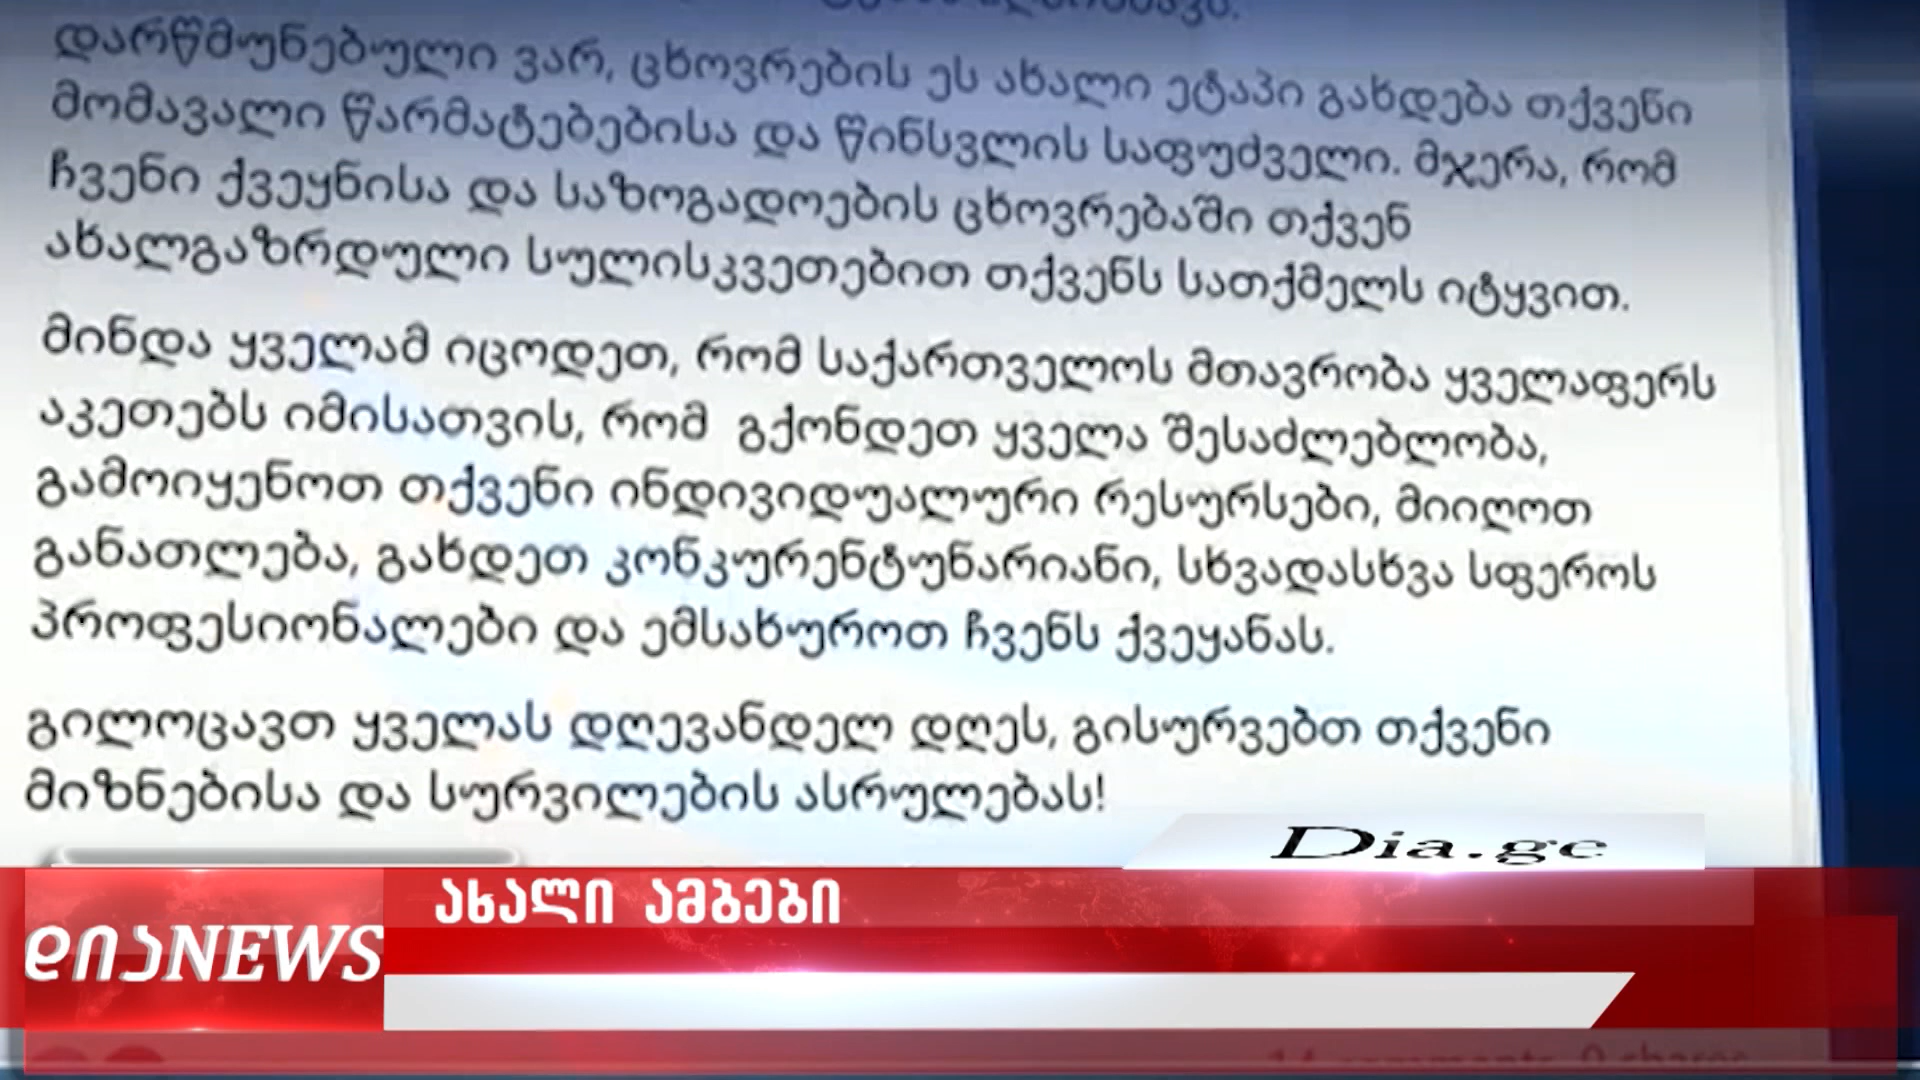 დარწმუნებული ვარ, ცხოვრების ეს ახალი ეტაპი გახდება თქვენი
მომავალი წარმატებებისა და წინსვლის საფუძველი. მჯერა, რომ
ჩვენი ქვეყნისა და საზოგადოების ცხოვრებაში თქვენ
ახალგაზრდული სულისკვეთებით თქვენს სათქმელს იტყვით.
მინდა ყველამ იცოდეთ, რომ საქართველოს მთავრობა ყველაფერს
აკეთებს იმისათვის, რომ გქონდეთ ყველა შესაძლებლობა,
გამოიყენოთ თქვენი ინდივიდუალური რესურსები, მიიღოთ
განათლება, გახდეთ კონკურენტუნარიანი, სხვადასხვა სფეროს
პროფესიონალები და ემსახუროთ ჩვენს ქვეყანას.
გილოცავთ ყველას დღევანდელ დღეს, გისურვებთ თქვენი
მიზნებისა და სურვილების ასრულებას!
Dia.ge
ახალი ამბები
დიაNEWS